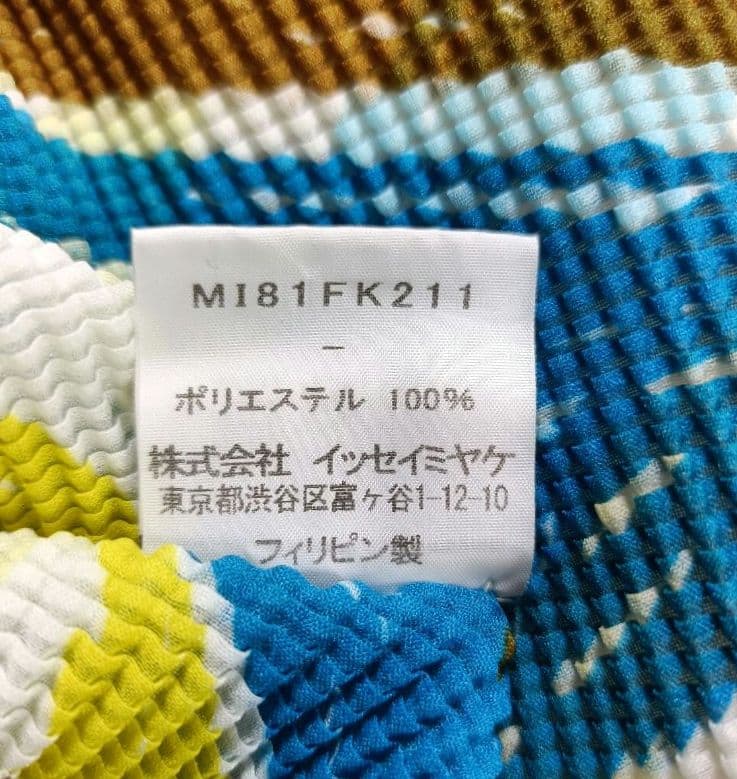 MI81FK211
－
ポリエステル 100%
株式会社 イッセイミヤケ
東京都渋谷区富ヶ谷1-12-10
フィリピン製